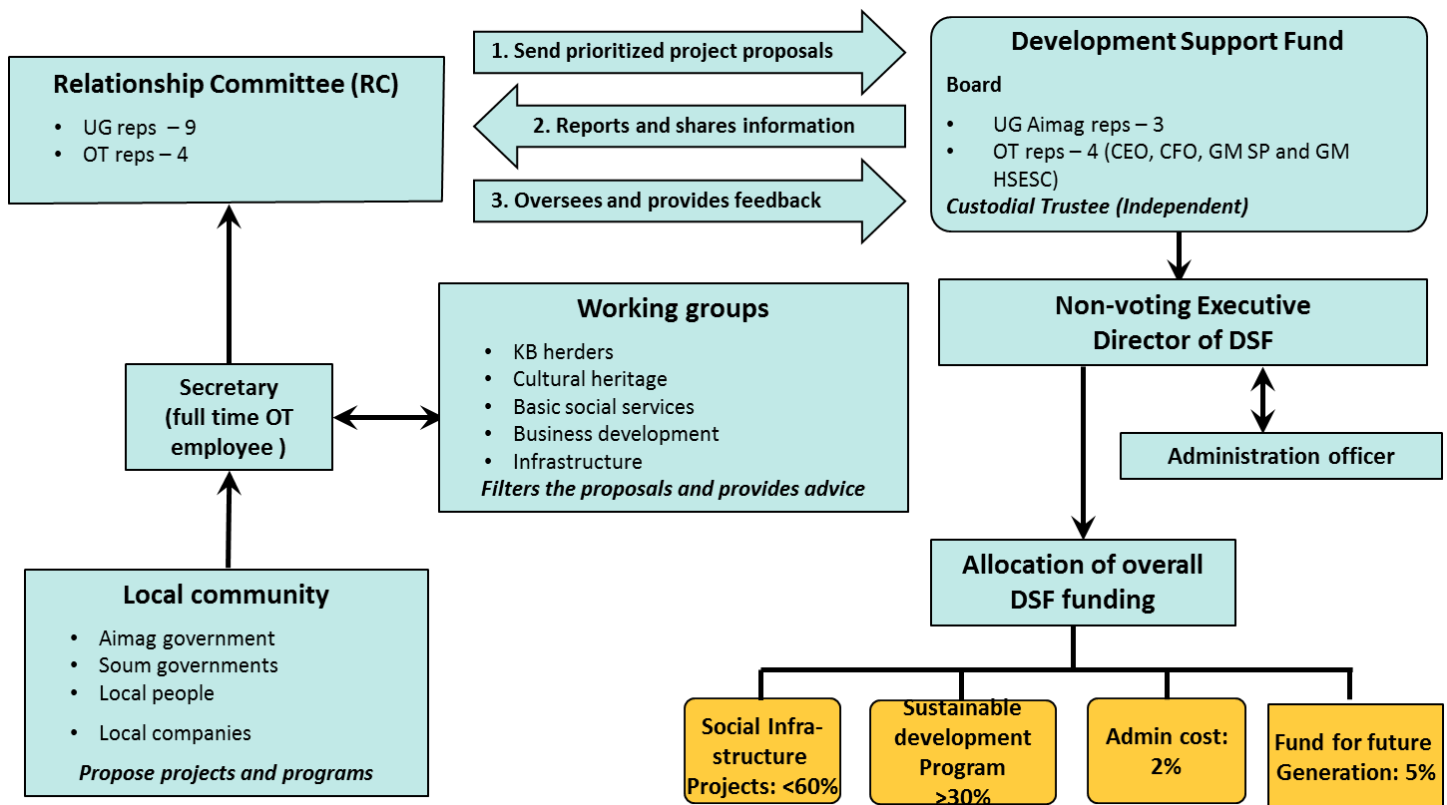 Relationship Committee (RC)
• UG reps – 9
• OT reps – 4
1. Send prioritized project proposals
2. Reports and shares information
3. Oversees and provides feedback
Development Support Fund
Board
• UG Aimag reps – 3
• OT reps – 4 (CEO, CFO, GM SP and GM
HSESC)
Custodial Trustee (Independent)
Working groups
• KB herders
• Cultural heritage
• Basic social services
• Business development
• Infrastructure
Filters the proposals and provides advice
Secretary
(full time OT
employee )
Local community
• Aimag government
• Soum governments
• Local people
• Local companies
Propose projects and programs
Non-voting Executive
Director of DSF
Administration officer
Allocation of overall
DSF funding
Social Infra-
structure
Projects: <60%
Sustainable
development
Program
>30%
Admin cost:
2%
Fund for future
Generation: 5%